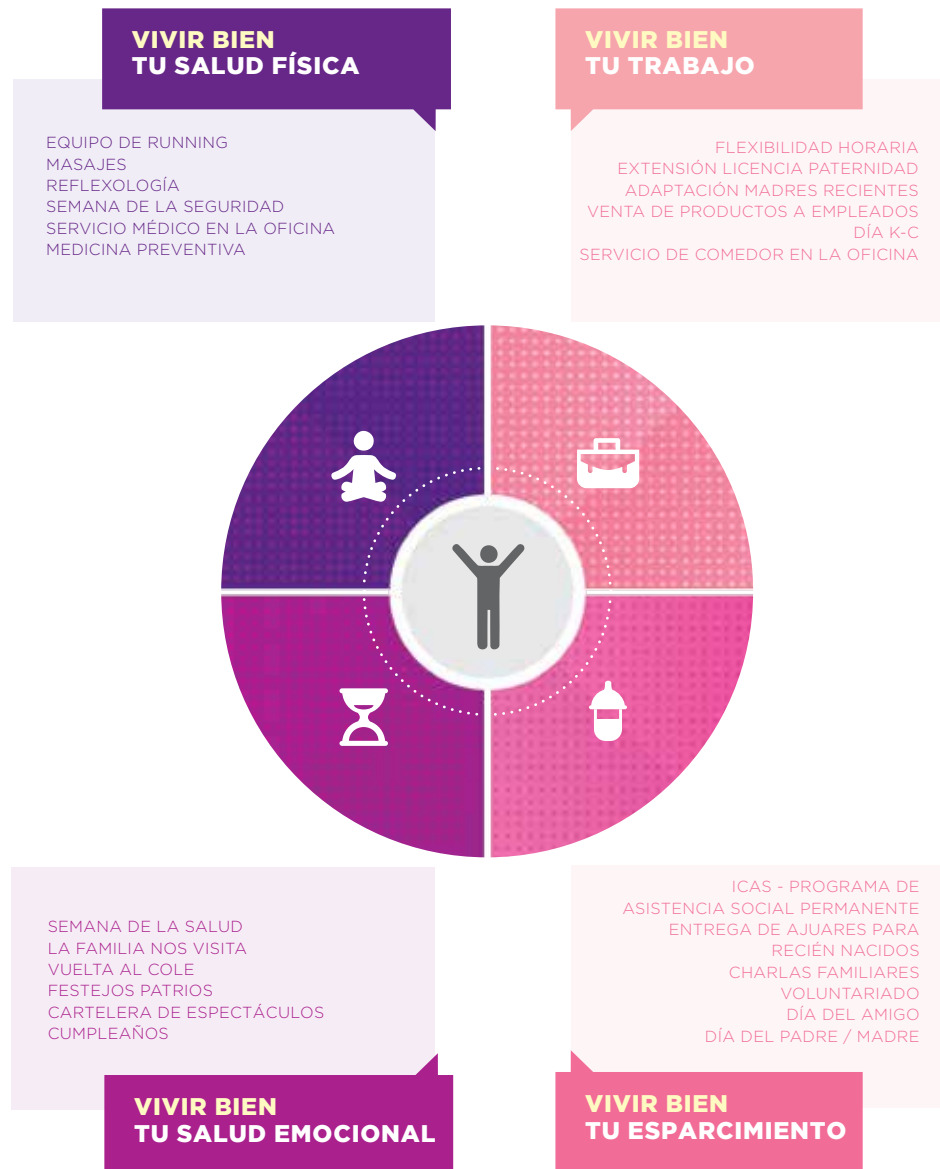 VIVIR BIEN
TU SALUD FÍSICA
EQUIPO DE RUNNING
MASAJES
REFLEXOLOGÍA
SEMANA DE LA SEGURIDAD
SERVICIO MÉDICO EN LA OFICINA
MEDICINA PREVENTIVA
VIVIR BIEN
TU TRABAJO
FLEXIBILIDAD HORARIA
EXTENSIÓN LICENCIA PATERNIDAD
ADAPTACIÓN MADRES RECIENTES
VENTA DE PRODUCTOS A EMPLEADOS
DÍA K-C
SERVICIO DE COMEDOR EN LA OFICINA
SEMANA DE LA SALUD
LA FAMILIA NOS VISITA
VUELTA AL COLE
FESTEJOS PATRIOS
CARTELERA DE ESPECTÁCULOS
CUMPLEAÑOS
VIVIR BIEN
TU SALUD EMOCIONAL
ICAS - PROGRAMA DE
ASISTENCIA SOCIAL PERMANENTE
ENTREGA DE AJUARES PARA
RECIÉN NACIDOS
CHARLAS FAMILIARES
VOLUNTARIADO
DÍA DEL AMIGO
DÍA DEL PADRE / MADRE
VIVIR BIEN
TU ESPARCIMIENTO